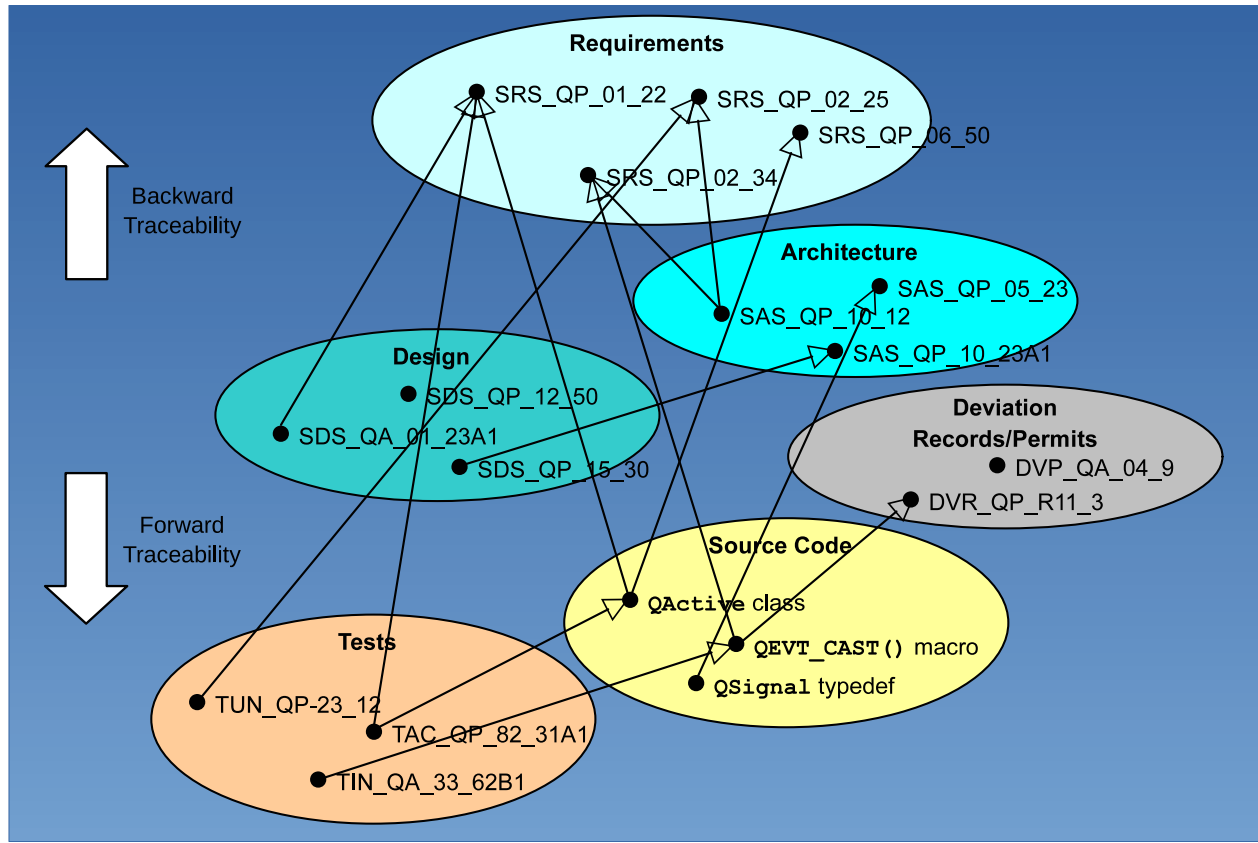 Requirements
SRS_QP_01_22
SRS_QP_02_25
SRS_QP_06_50
SRS_QP_02_34
Backward
Traceability
Architecture
SAS_QP_05_23
SAS_QP_10_12
SAS_QP_10_23A1
Design
SDS_QP_12_50
SDS_QA_01_23A1
SDS_QP_15_30
Deviation
Records/Permits
DVP_QA_04_9
DVR_QP_R11_3
Forward
Traceability
Source Code
QActive class
QEVT_CAST() macro
QSignal typedef
Tests
TUN_QP-23_12
TAC_QP_82_31A1
TIN_QA_33_62B1